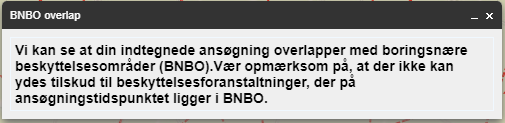 BNBO overlap
Vi kan se at din indtegnede ansøgning overlapper med boringsnære
beskyttelsesområder (BNBO).Vær opmærksom på, at der ikke kan
ydes tilskud til beskyttelsesforanstaltninger, der på
ansøgningstidspunktet ligger i BNBO.